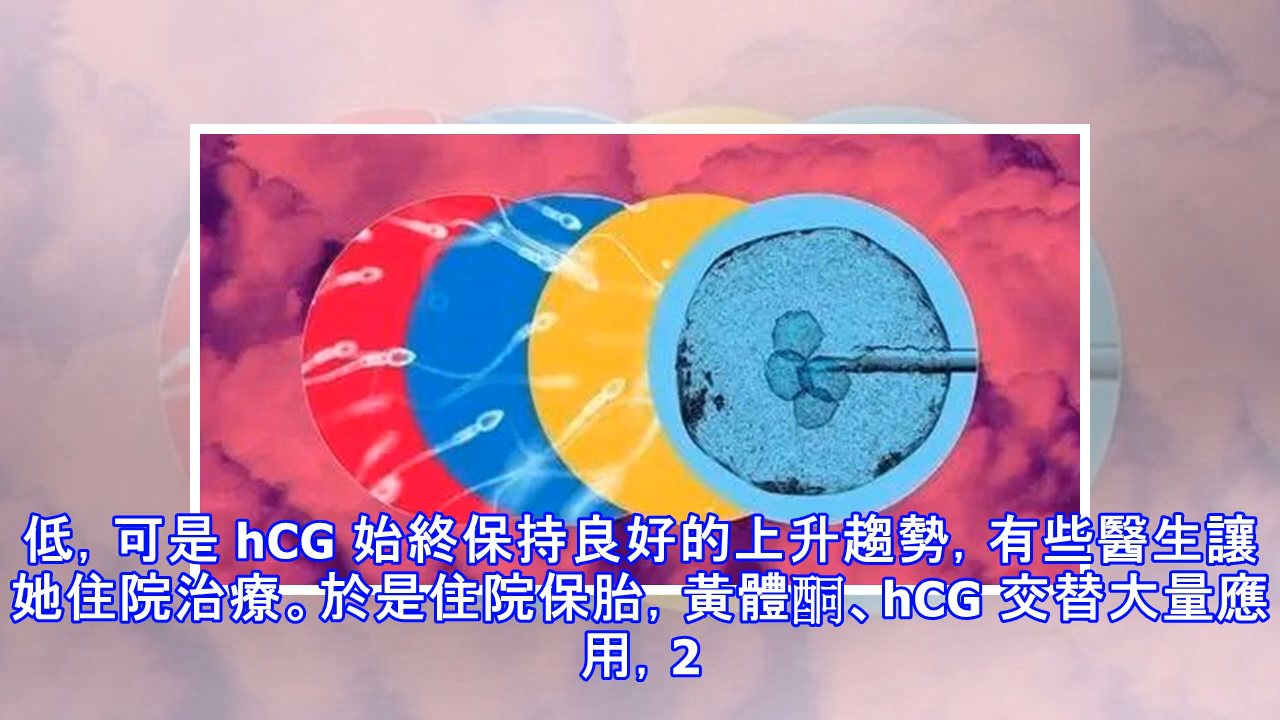 低, 可是 hCG 始終保持良好的上升趨勢, 有些醫生讓
她住院治療。於是住院保胎, 黃體酮、hCG 交替大量應
用, 2